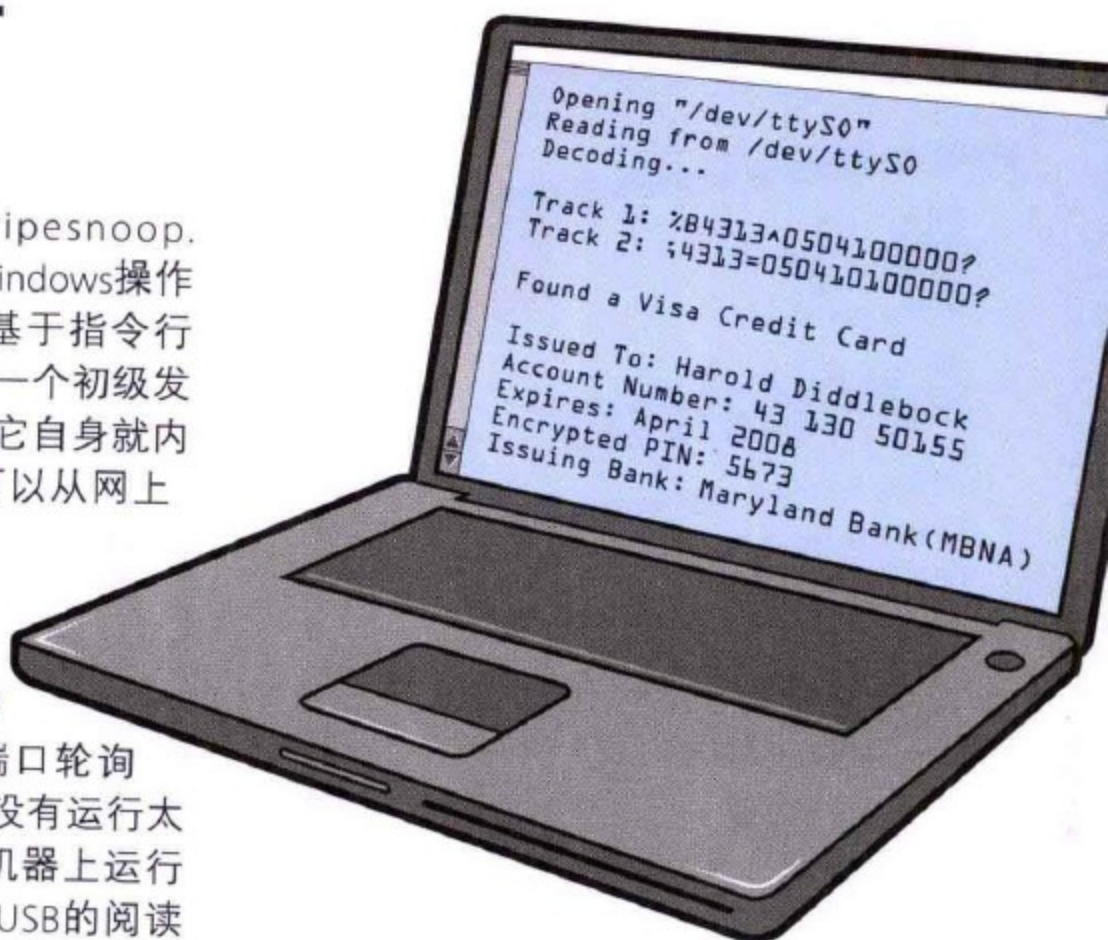 ipesnoop.
indows操作
基于指令行
一个初级发
它自身就内
可以从网上
端口轮询
没有运行太
机器上运行
USB的阅读
Opening "/dev/ttyS0"
Reading from /dev/ttyS0
Decoding...
Track 1: %B4313^0504100000?
Track 2: ;4313=050410100000?
Found a Visa Credit Card
Issued To: Harold Diddlebock
Account Number: 43 130 50155
Expires: April 2008
Encrypted PIN: 5673
Issuing Bank: Maryland Bank(MBNA)